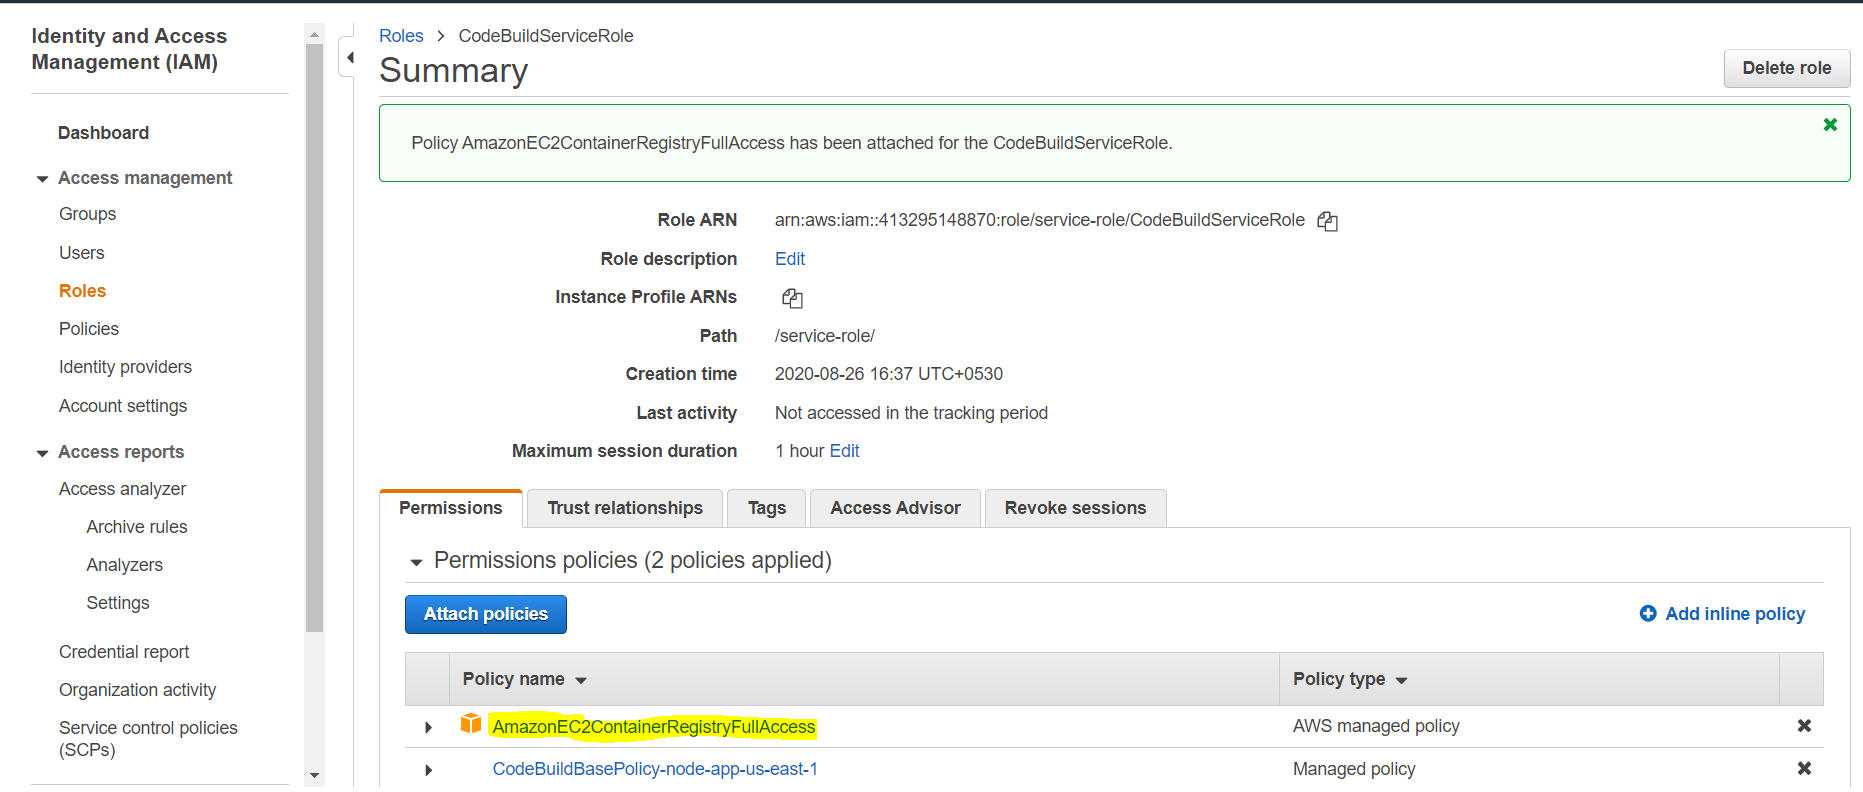 Identity and Access
Management (IAM)
Dashboard
Access management
Groups
Users
Roles
Policies
Identity providers
Account settings
Access reports
Access analyzer
Archive rules
Analyzers
Settings
Credential report
Organization activity
Service control policies
(SCPs)
Roles > CodeBuildServiceRole
Summary
Delete role
Policy AmazonEC2ContainerRegistryFullAccess has been attached for the CodeBuildServiceRole.
Role ARN arn:aws:iam::413295148870:role/service-role/CodeBuildServiceRole
Role description Edit
Instance Profile ARNs
Path /service-role/
Creation time 2020-08-26 16:37 UTC+0530
Last activity Not accessed in the tracking period
Maximum session duration 1 hour Edit
Permissions Trust relationships Tags Access Advisor Revoke sessions
Permissions policies (2 policies applied)
Attach policies Add inline policy
Policy name Policy type
AmazonEC2ContainerRegistryFullAccess AWS managed policy
CodeBuildBasePolicy-node-app-us-east-1 Managed policy